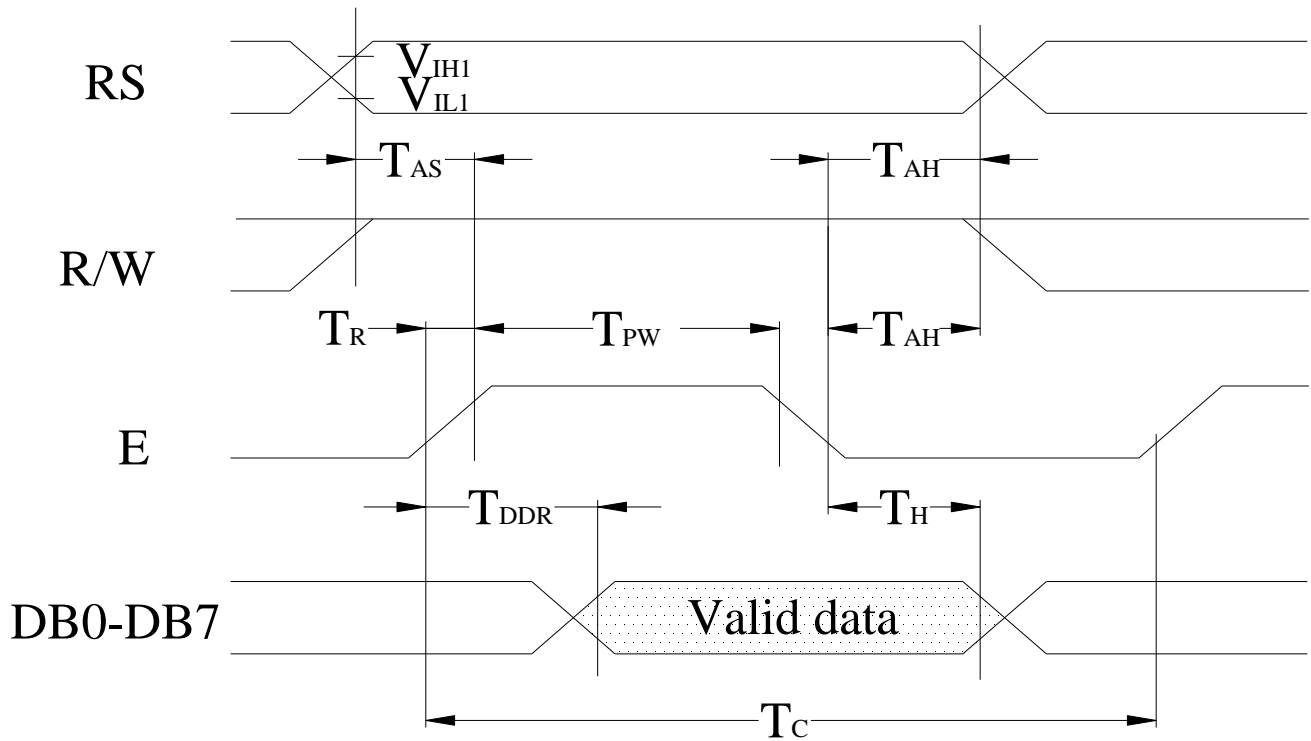 RS
VIH1
VIL1
TAS
TAH
R/W
TR
TPW
TAH
E
TDDR
TH
DB0-DB7
Valid data
TC